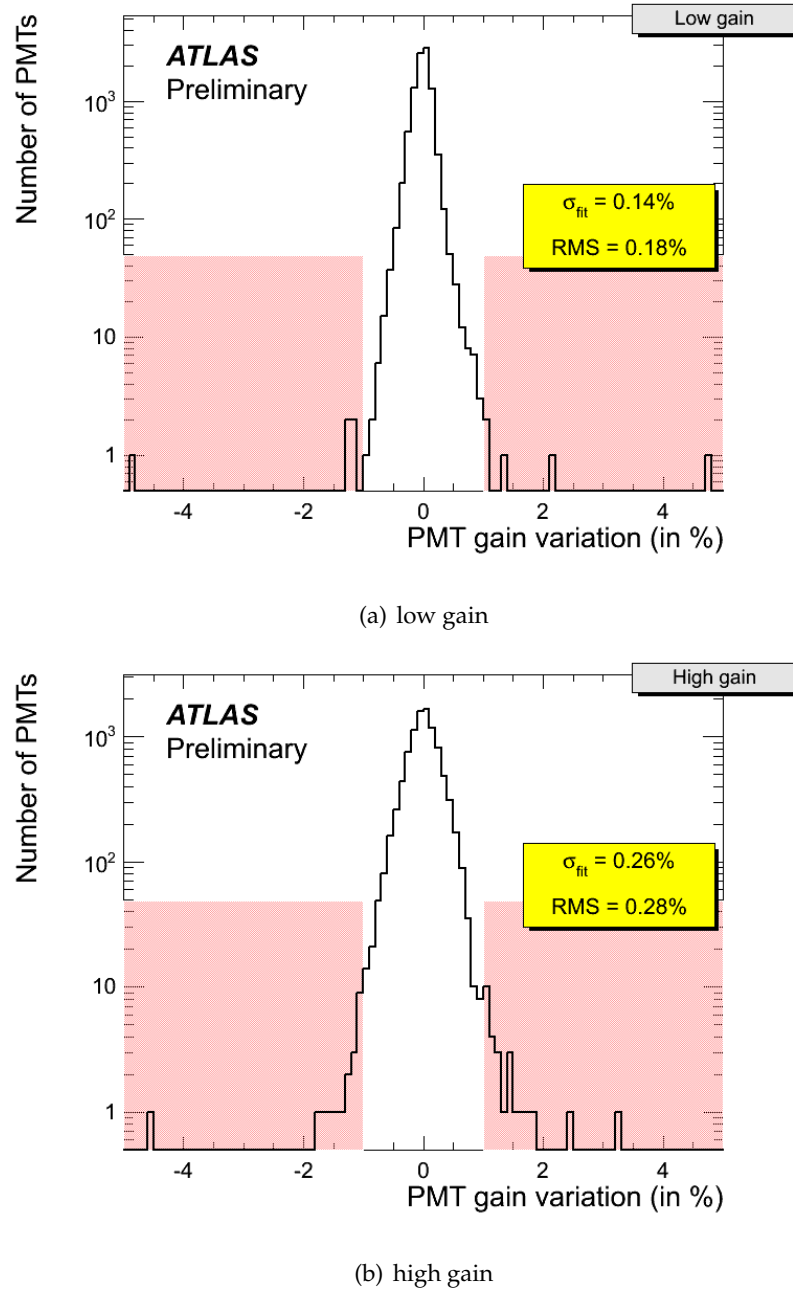 Low gain
Number of PMTs
ATLAS
Preliminary
10³
10²
10
1
σfit = 0.14%
RMS = 0.18%
-4 -2 0 2 4
PMT gain variation (in %)
(a) low gain
High gain
Number of PMTs
ATLAS
Preliminary
10³
10²
10
1
σfit = 0.26%
RMS = 0.28%
-4 -2 0 2 4
PMT gain variation (in %)
(b) high gain